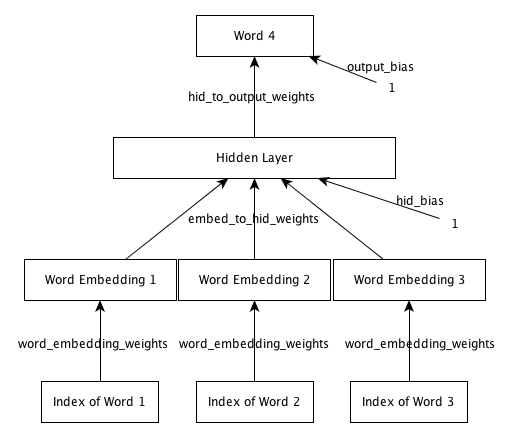 Word 4
output_bias
1
hid_to_output_weights
Hidden Layer
hid_bias
embed_to_hid_weights
1
Word Embedding 1
Word Embedding 2
Word Embedding 3
word_embedding_weights
word_embedding_weights
word_embedding_weights
Index of Word 1
Index of Word 2
Index of Word 3